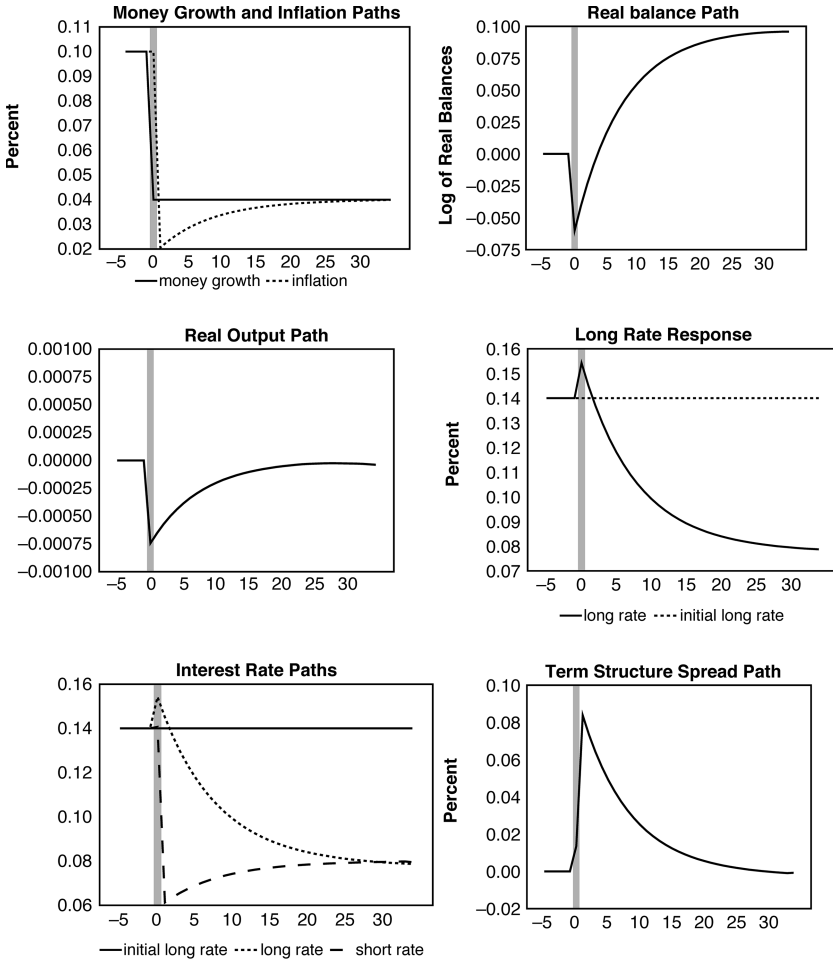 Money Growth and Inflation Paths
Percent
0.11
0.10
0.09
0.08
0.07
0.06
0.05
0.04
0.03
0.02
–5 0 5 10 15 20 25 30
money growth inflation
Real balance Path
Log of Real Balances
0.100
0.075
0.050
0.025
0.000
–0.025
–0.050
–0.075
–5 0 5 10 15 20 25 30
Real Output Path
0.00100
0.00075
0.00050
0.00025
0.00000
–0.00025
–0.00050
–0.00075
–0.00100
–5 0 5 10 15 20 25 30
Long Rate Response
Percent
0.16
0.15
0.14
0.13
0.12
0.11
0.10
0.09
0.08
0.07
–5 0 5 10 15 20 25 30
long rate initial long rate
Interest Rate Paths
0.16
0.14
0.12
0.10
0.08
0.06
–5 0 5 10 15 20 25 30
initial long rate long rate short rate
Term Structure Spread Path
Percent
0.10
0.08
0.06
0.04
0.02
0.00
–0.02
–5 0 5 10 15 20 25 30